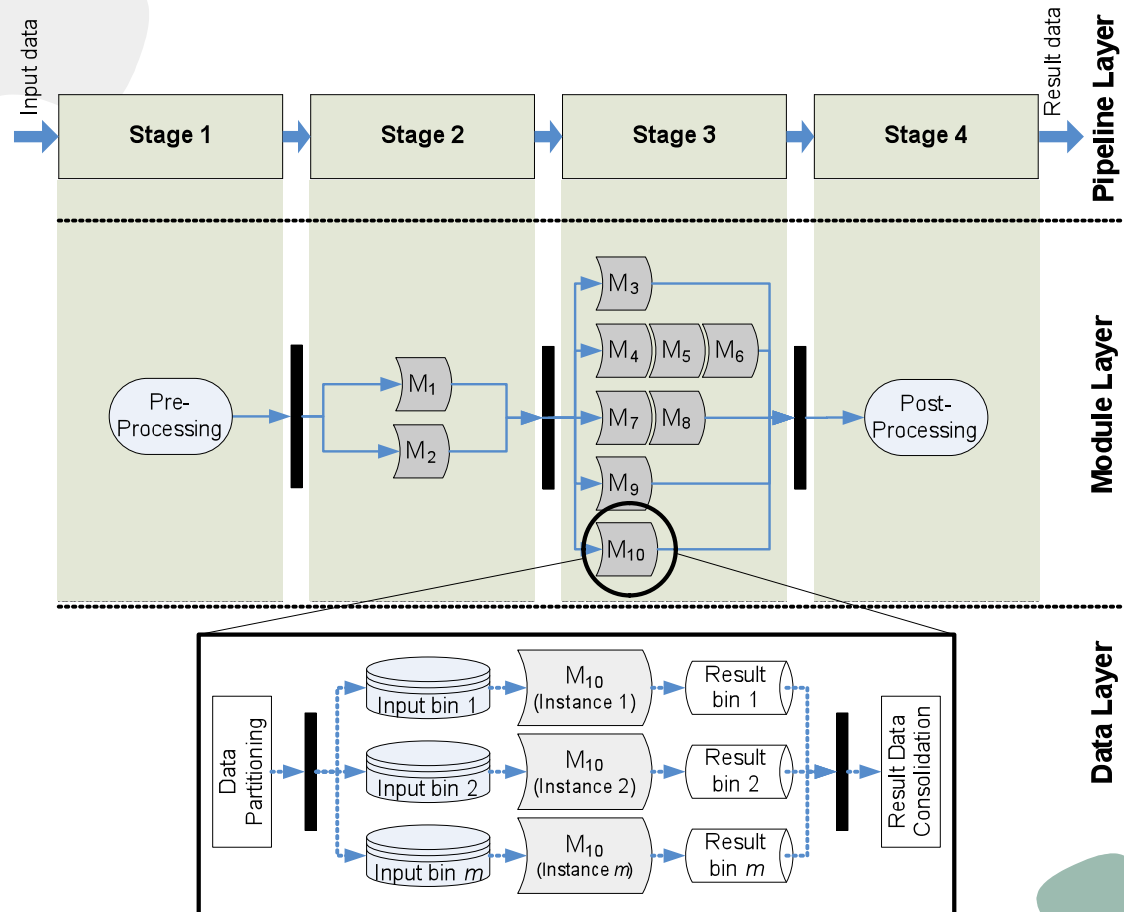 Input data
Result data
Pipeline Layer
Stage 1
Stage 2
Stage 3
Stage 4
Module Layer
Pre-
Processing
M1
M2
M3
M4
M5
M6
M7
M8
M9
M10
Post-
Processing
Data Layer
Data
Partitioning
Input bin 1
M10
(Instance 1)
Result
bin 1
Input bin 2
M10
(Instance 2)
Result
bin 2
Input bin m
M10
(Instance m)
Result
bin m
Result Data
Consolidation